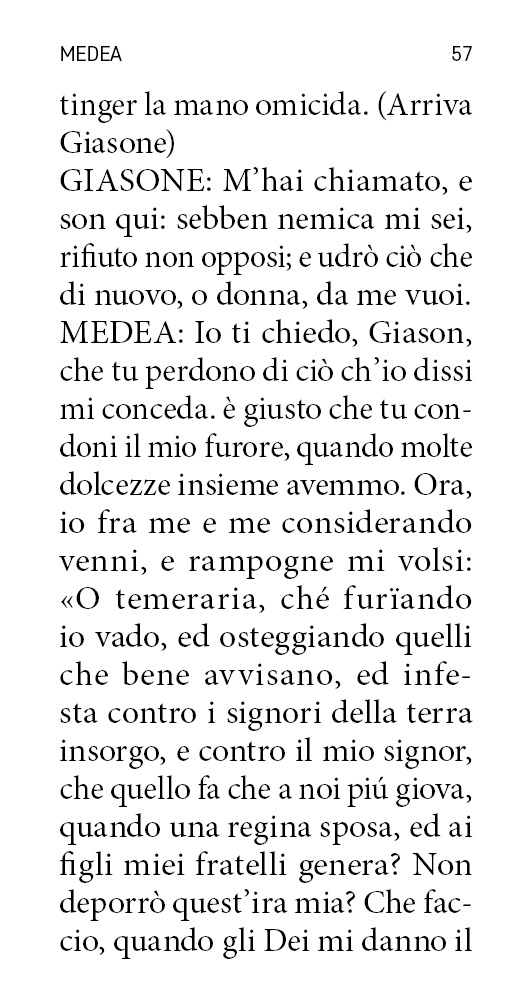 MEDEA 57
tinger la mano omicida. (Arriva
Giasone)
GIASONE: M’hai chiamato, e
son qui: sebben nemica mi sei,
rifiuto non opposi; e udrò ciò che
di nuovo, o donna, da me vuoi.
MEDEA: Io ti chiedo, Giason,
che tu perdono di ciò ch’io dissi
mi conceda. è giusto che tu con-
doni il mio furore, quando molte
dolcezze insieme avemmo. Ora,
io fra me e me considerando
venni, e rampogne mi volsi:
«O temeraria, ché furïando
io vado, ed osteggiando quelli
che bene avvisano, ed infe-
sta contro i signori della terra
insorgo, e contro il mio signor,
che quello fa che a noi piú giova,
quando una regina sposa, ed ai
figli miei fratelli genera? Non
deporrò quest’ira mia? Che fac-
cio, quando gli Dei mi danno il